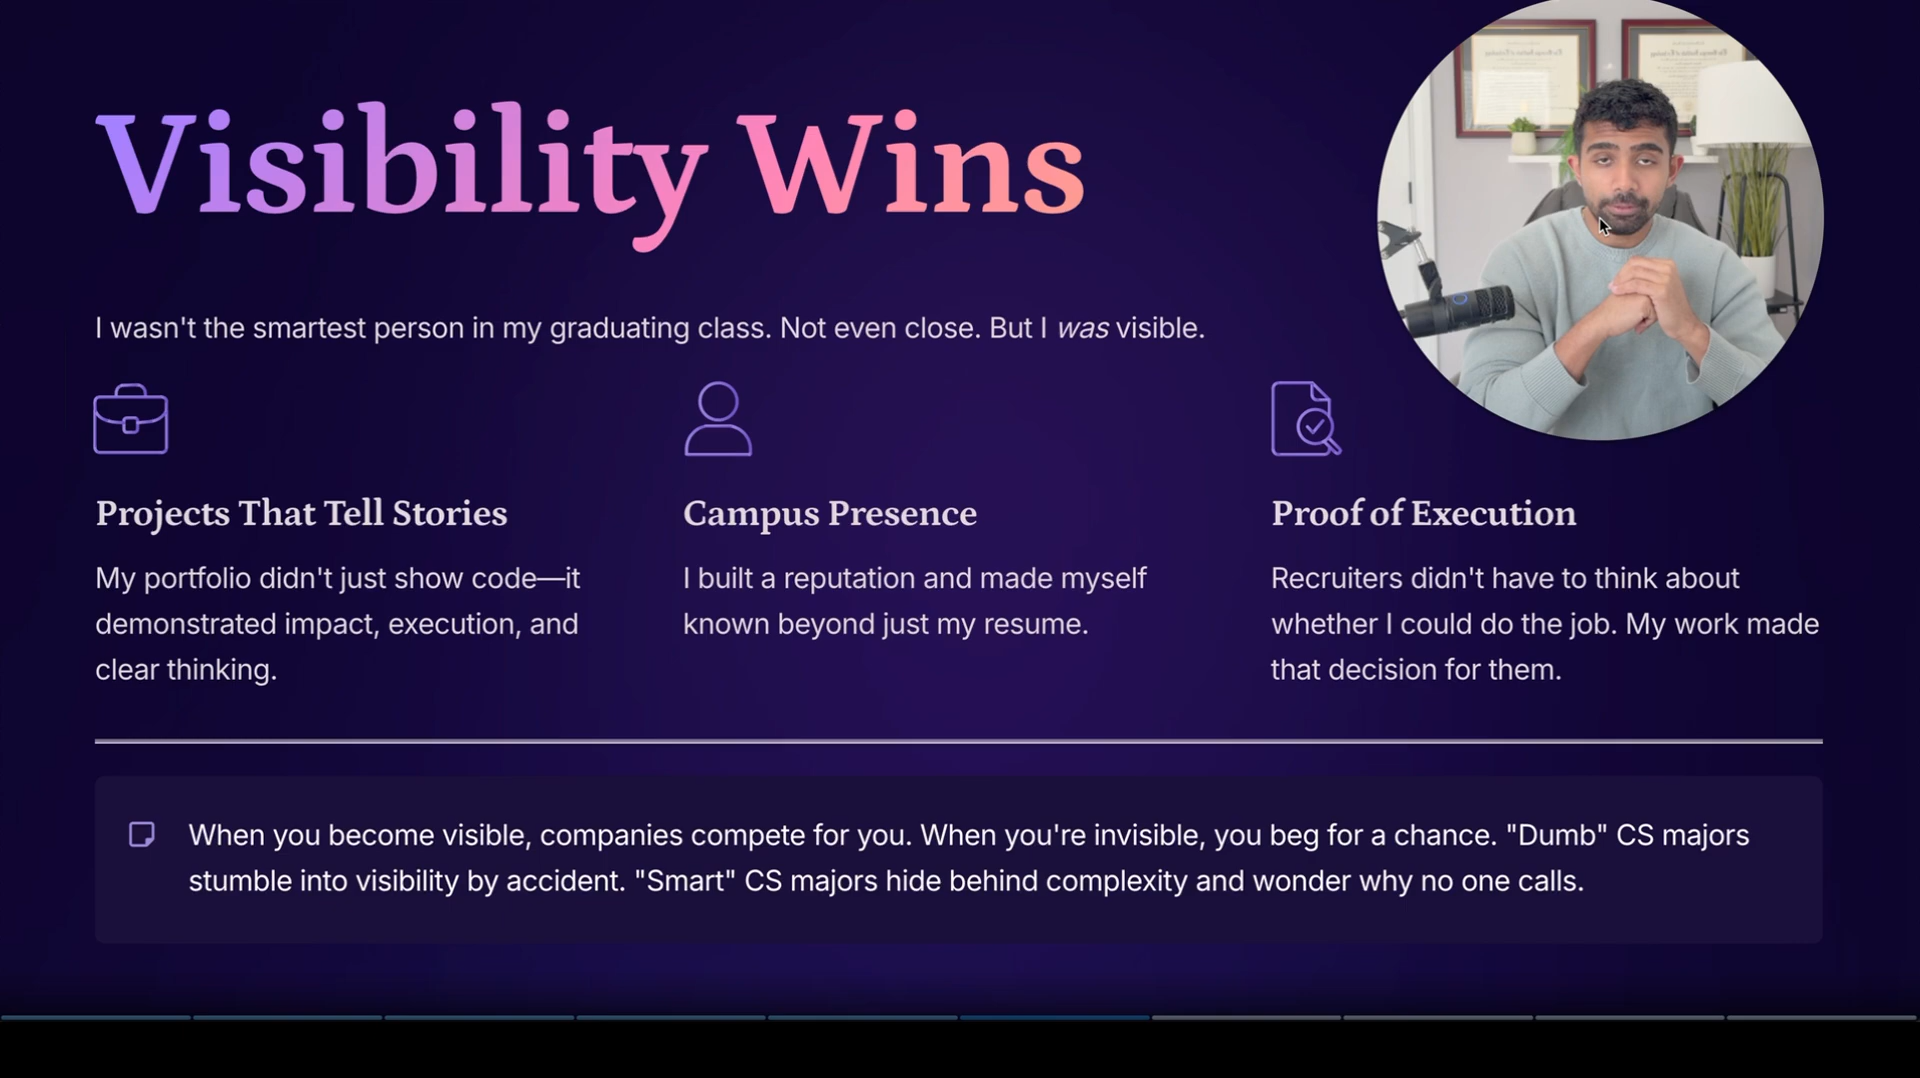 Visibility Wins
I wasn't the smartest person in my graduating class. Not even close. But I was visible.
Projects That Tell Stories
My portfolio didn't just show code—it
demonstrated impact, execution, and
clear thinking.
Campus Presence
I built a reputation and made myself
known beyond just my resume.
Proof of Execution
Recruiters didn't have to think about
whether I could do the job. My work made
that decision for them.
When you become visible, companies compete for you. When you're invisible, you beg for a chance. "Dumb" CS majors
stumble into visibility by accident. "Smart" CS majors hide behind complexity and wonder why no one calls.